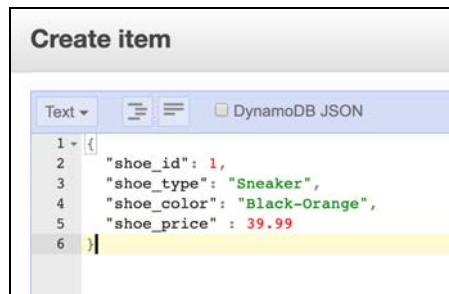 Create item
Text DynamoDB JSON
1 {
2 "shoe_id": 1,
3 "shoe_type": "Sneaker",
4 "shoe_color": "Black-Orange",
5 "shoe_price" : 39.99
6 }